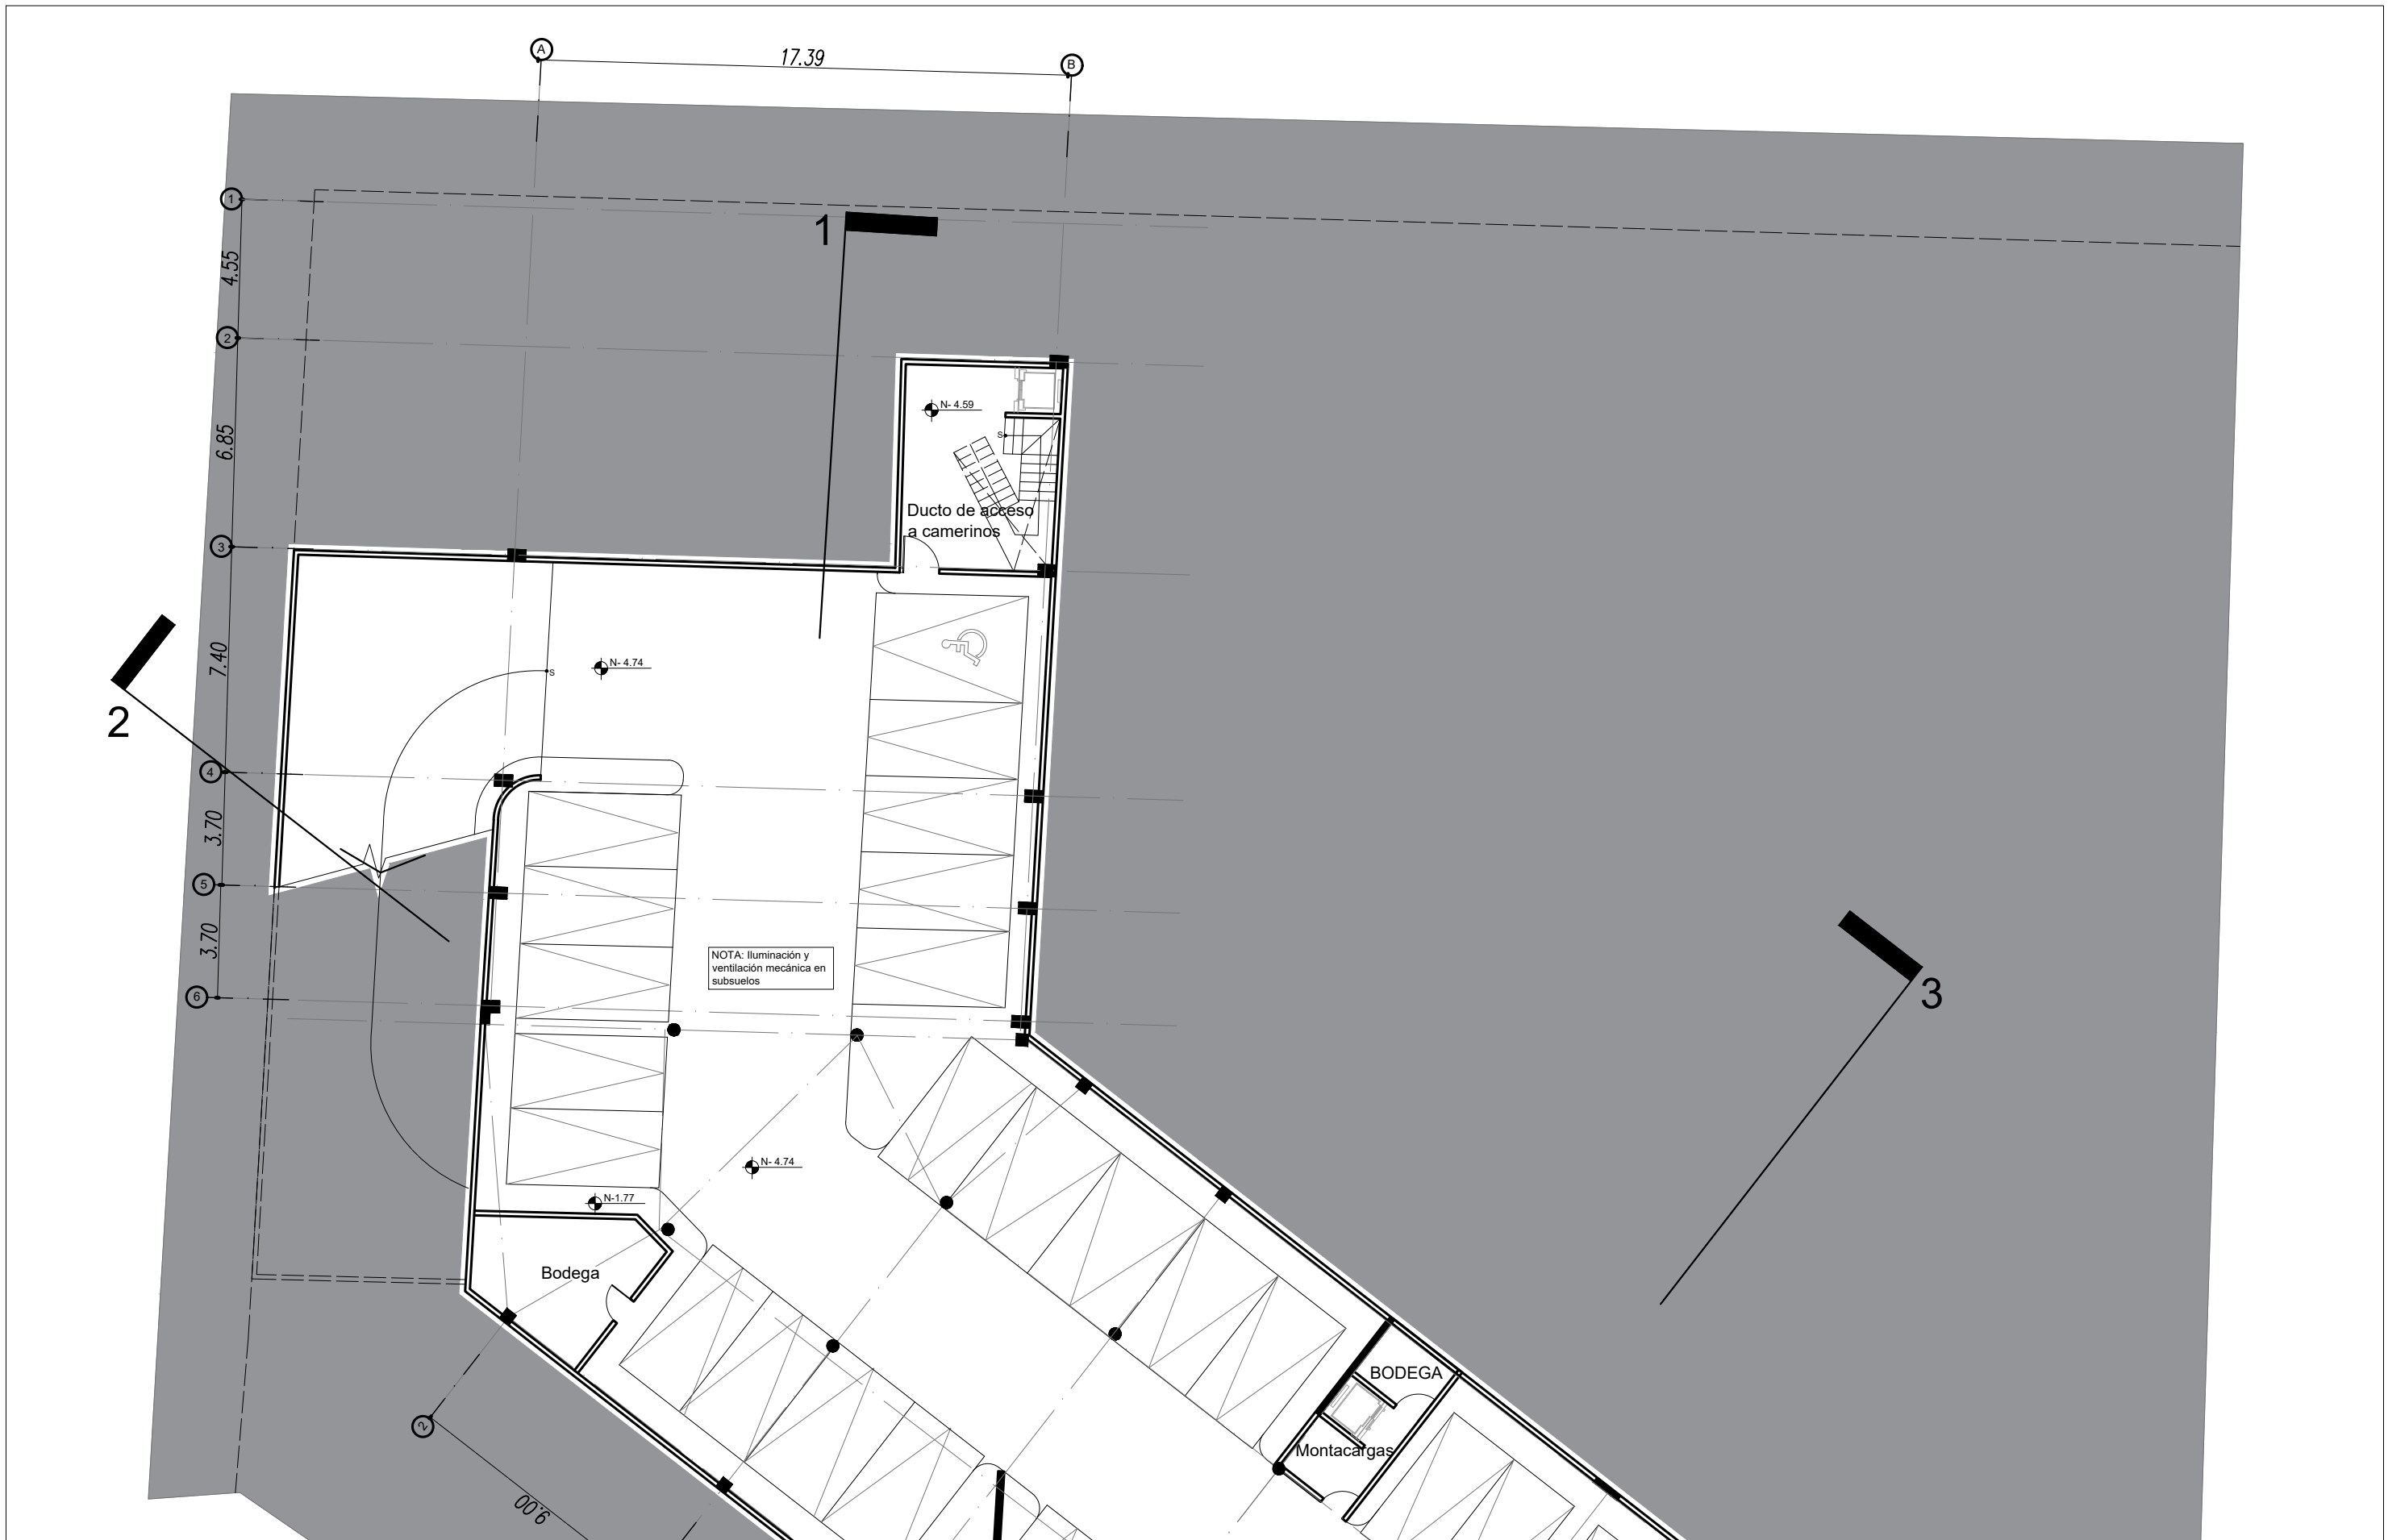 A
17.39
B
1
1
4.55
2
N- 4.59
6.85
S
Ducto de acceso
a camerinos
3
7.40
N- 4.74
S
2
4
3.70
5
3.70
NOTA: Iluminación y
ventilación mecánica en
subsuelos
6
3
N- 4.74
N-1.77
Bodega
BODEGA
2
Montacargas
9.00